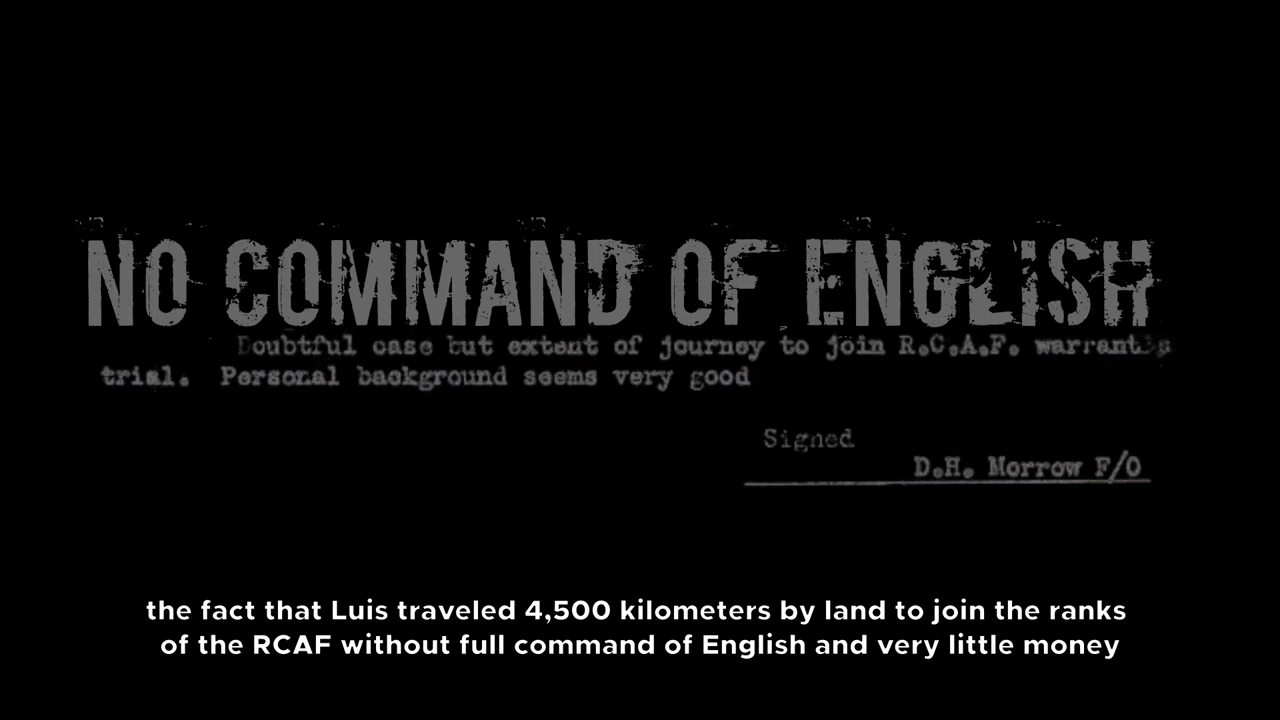 NO COMMAND OF ENGLISH
Doubtful case but extent of journey to join R.C.A.F. warrants
trial. Personal background seems very good
Signed
D.H. Morrow F/O
the fact that Luis traveled 4,500 kilometers by land to join the ranks
of the RCAF without full command of English and very little money